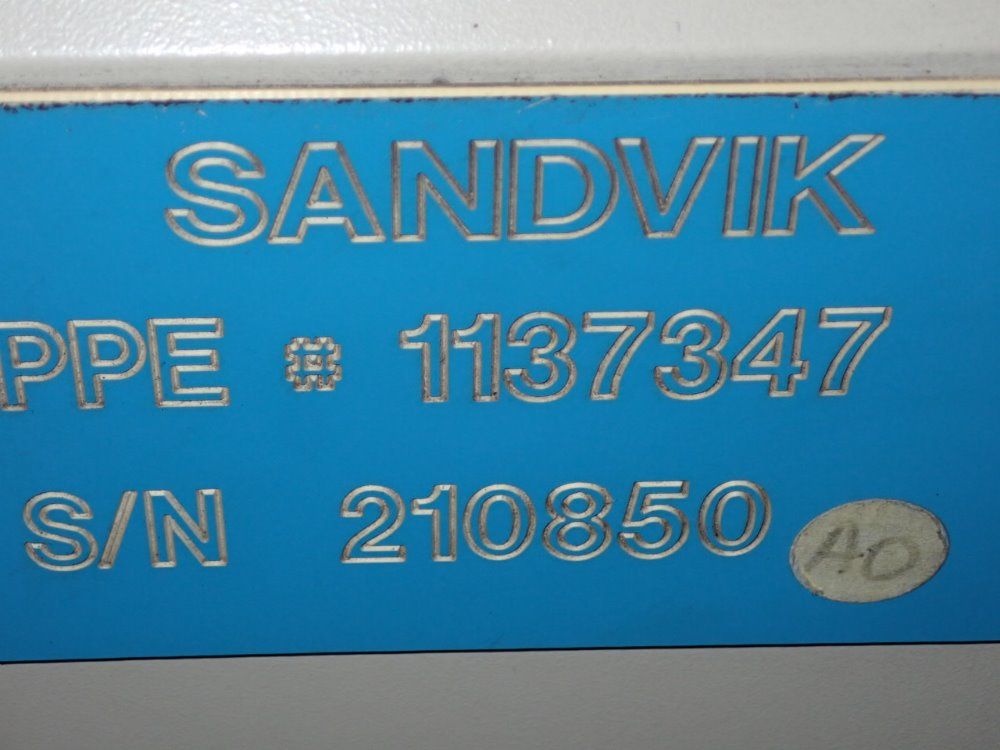 SANDVIK
PPE # 1137347
S/N 210850
AO